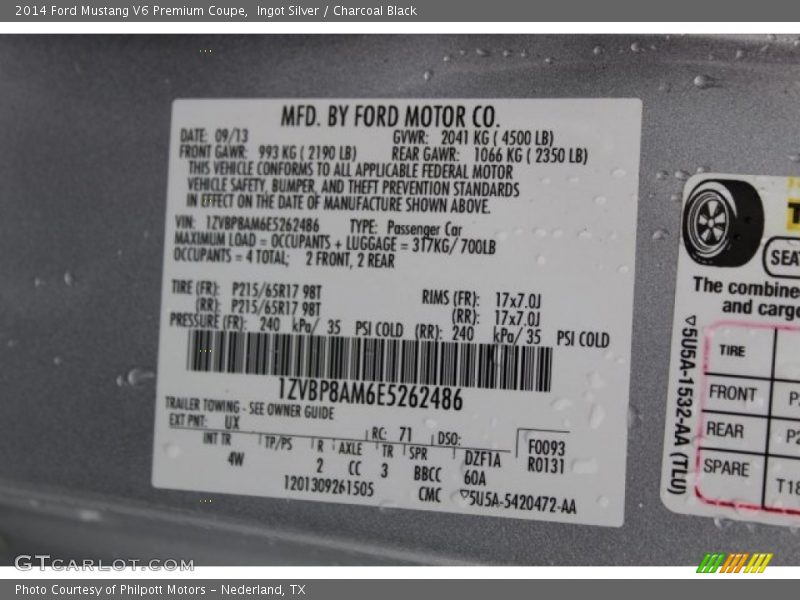 2014 Ford Mustang V6 Premium Coupe,  Ingot Silver / Charcoal Black
MFD. BY FORD MOTOR CO.
DATE: 09/13 GVWR: 2041 KG ( 4500 LB)
FRONT GAWR: 993 KG ( 2190 LB) REAR GAWR: 1066 KG ( 2350 LB)
THIS VEHICLE CONFORMS TO ALL APPLICABLE FEDERAL MOTOR
VEHICLE SAFETY, BUMPER, AND THEFT PREVENTION STANDARDS
IN EFFECT ON THE DATE OF MANUFACTURE SHOWN ABOVE.
VIN: 1ZVBP8AM6E5262486 TYPE: Passenger Car
MAXIMUM LOAD = OCCUPANTS + LUGGAGE = 317KG/ 700LB
OCCUPANTS = 4 TOTAL; 2 FRONT, 2 REAR
TIRE (FR): P215/65R17 98T RIMS (FR): 17x7.0J
(RR): P215/65R17 98T (RR): 17x7.0J
PRESSURE (FR): 240 kPa/ 35 PSI COLD (RR): 240 kPa/ 35 PSI COLD
1ZVBP8AM6E5262486
TRAILER TOWING - SEE OWNER GUIDE
EXT PNT: UX RC: 71 DSO: F0093
INT TR TP/PS R AXLE TR SPR DZF1A R0131
4W 2 CC 3 BBCC 60A
1201309261505 CMC ▽5U5A-5420472-AA
SEA
The combine
and cargo
▽5U5A-1532-AA (TLU)
TIRE
FRONT P
REAR P2
SPARE T18
GTCARLOT.COM
Photo Courtesy of Philpott Motors - Nederland, TX